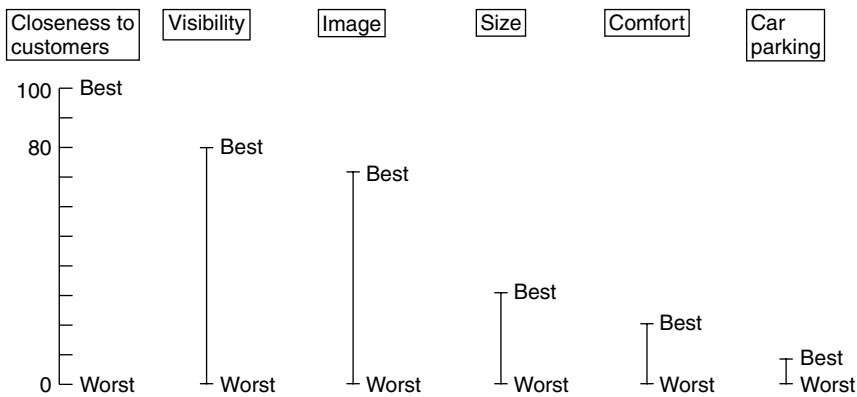 Closeness to
customers
Visibility
Image
Size
Comfort
Car
parking
100
Best
80
Best
Best
Best
Best
Best
0
Worst
Worst
Worst
Worst
Worst
Worst